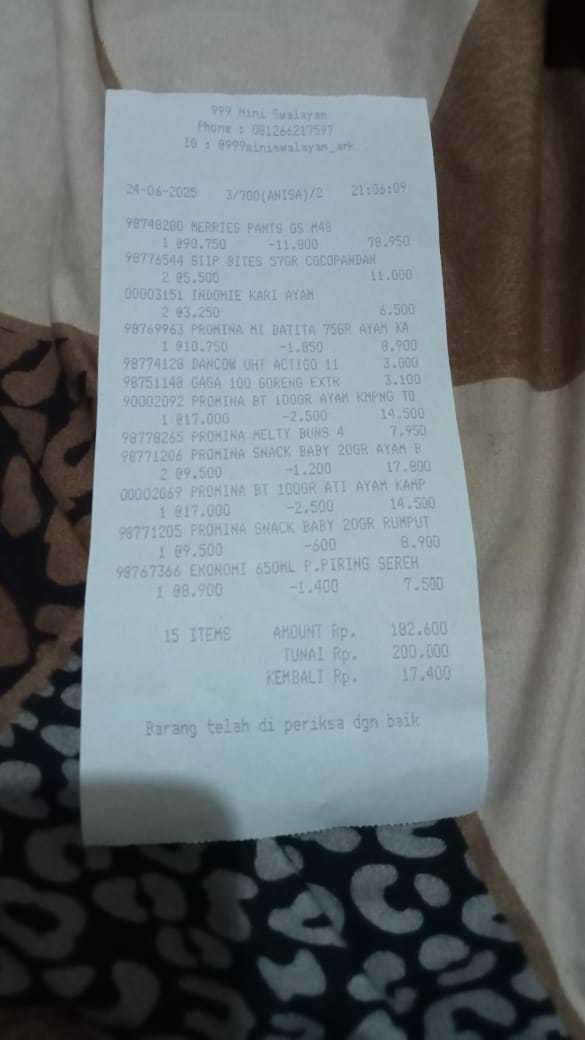 999 Mini Swalayan
Phone : 081266217597
IG : @999miniswalayan_ark
24-06-2025 3/700(ANISA)/2 21:06:09
98748280 MERRIES PANTS GS M48
1 @90.750 -11.800 78.950
98776544 SIIP BITES 57GR COCOPANDAN
2 @5.500 11.000
00003151 INDOMIE KARI AYAM
2 @3.250 6.500
98769963 PROMINA MI BATITA 75GR AYAM KA
1 @10.750 -1.850 8.900
98774128 DANCOW UHT ACTIGO 11 3.000
98751148 GAGA 100 GORENG EXTR 3.100
90002092 PROMINA BT 100GR AYAM KMPNG TO
1 @17.000 -2.500 14.500
98778265 PROMINA MELTY BUNS 4 7.950
98771206 PROMINA SNACK BABY 20GR AYAM B
2 @9.500 -1.200 17.800
00002069 PROMINA BT 100GR ATI AYAM KAMP
1 @17.000 -2.500 14.500
98771205 PROMINA SNACK BABY 20GR RUMPUT
1 @9.500 -600 8.900
98767366 EKONOMI 650ML P.PIRING SEREH
1 @8.900 -1.400 7.500
15 ITEMS AMOUNT Rp. 182.600
TUNAI Rp. 200.000
KEMBALI Rp. 17.400
Barang telah di periksa dgn baik